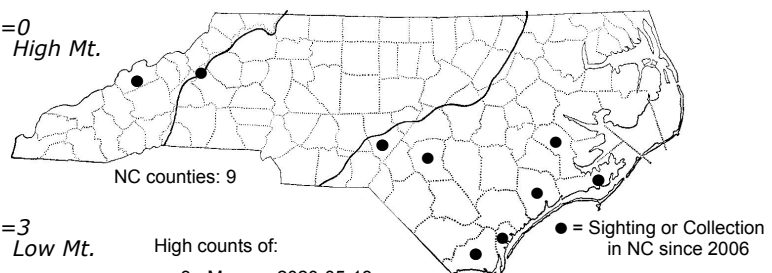 =0
High Mt.
NC counties: 9
=3
Low Mt.
High counts of:
● = Sighting or Collection
in NC since 2006